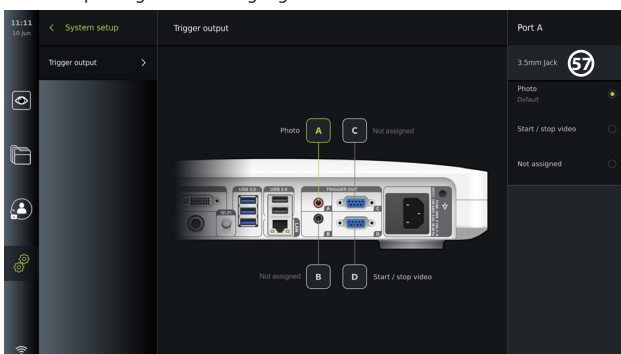 11:11
10 Jun
System setup
Trigger output
Port A
Trigger output
3.5mm Jack
57
Photo
Default
Start / stop video
Not assigned
Photo
A
C
Not assigned
USB 3.0
USB 2.0
TRIGGER OUT
WiFi
LAN
A
C
B
D
Not assigned
B
D
Start / stop video